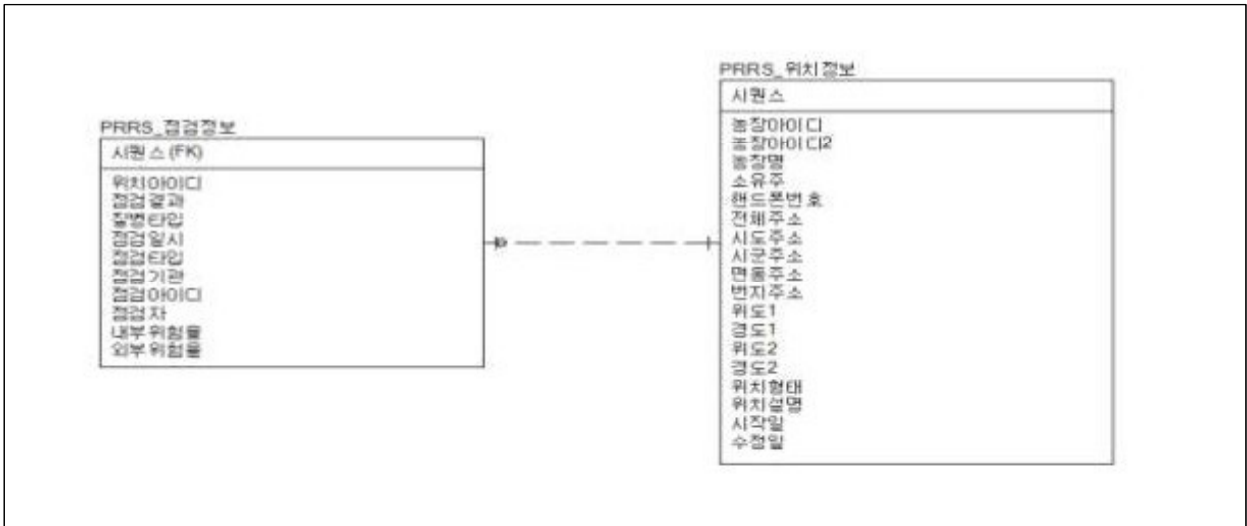 PRRS_점검정보
시퀀스 (FK)
위치아이디
점검결과
질병타입
점검일시
점검타입
점검기관
점검아이디
점검자
내부위험율
외부위험율
PRRS_위치정보
시퀀스
농장아이디
농장아이디2
농장명
소유주
핸드폰번호
전체주소
시도주소
시군주소
면동주소
번지주소
위도1
경도1
위도2
경도2
위치형태
위치설명
시작일
수정일